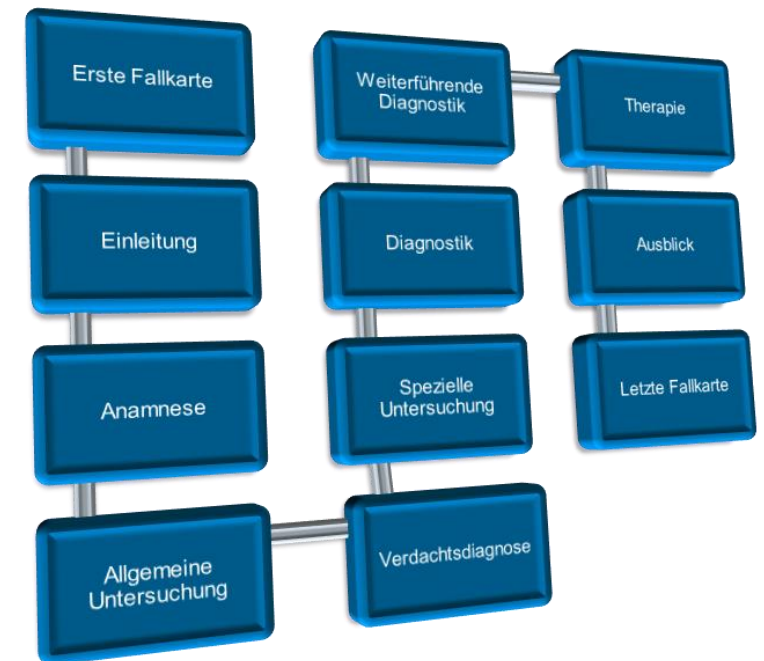 Erste Fallkarte
Einleitung
Anamnese
Allgemeine
Untersuchung
Verdachtsdiagnose
Spezielle
Untersuchung
Diagnostik
Weiterführende
Diagnostik
Therapie
Ausblick
Letzte Fallkarte